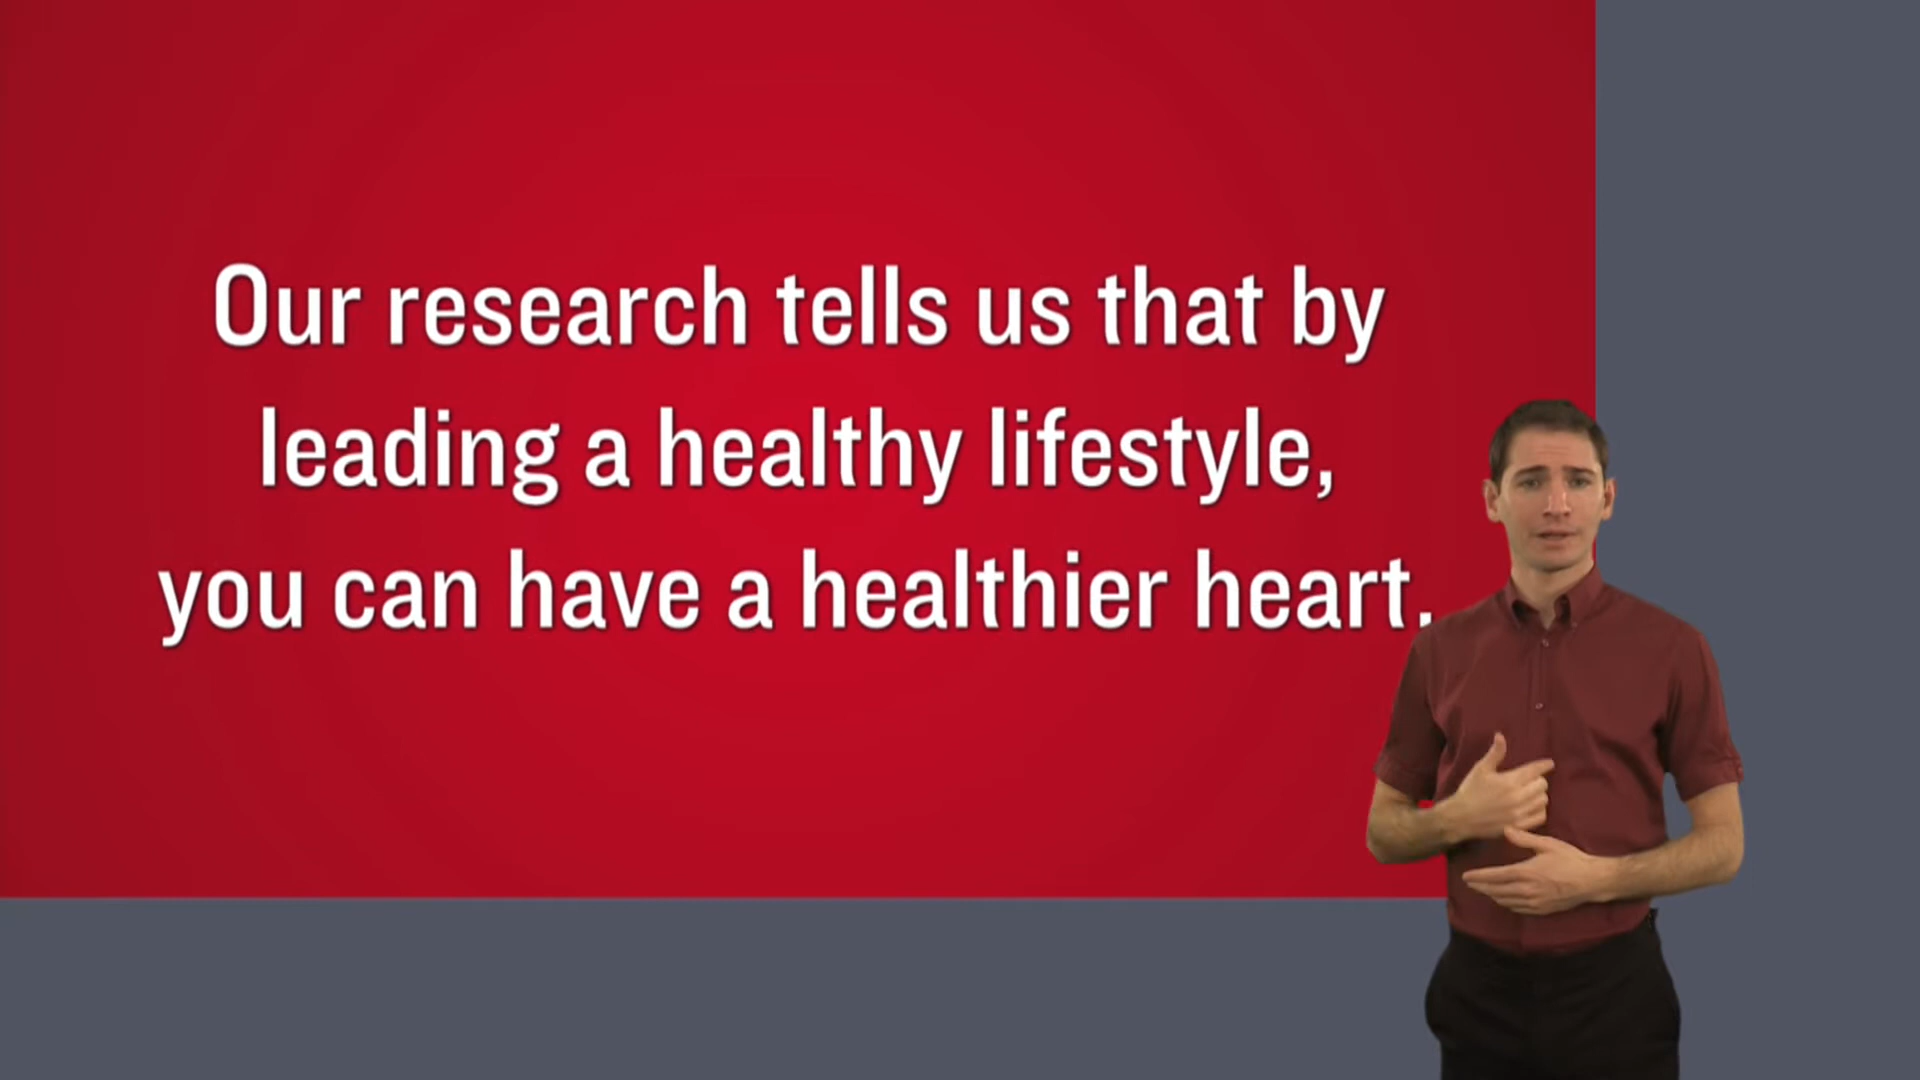 Our research tells us that by
leading a healthy lifestyle,
you can have a healthier heart.